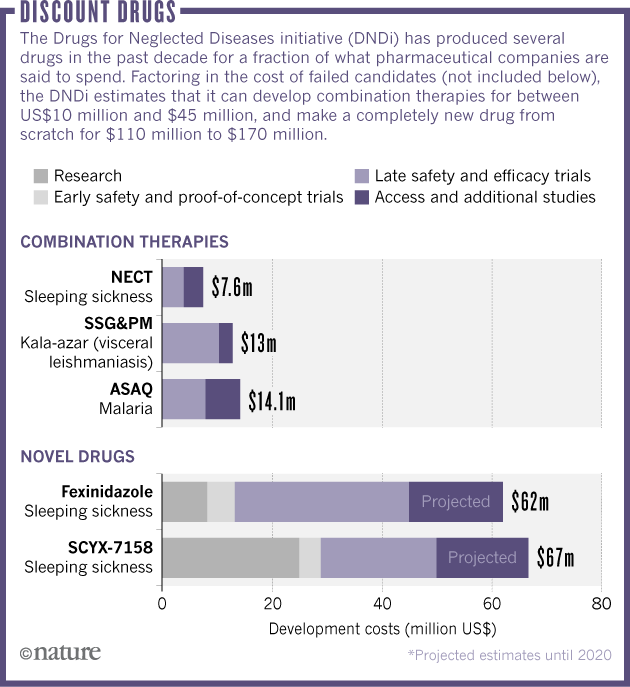 DISCOUNT DRUGS
The Drugs for Neglected Diseases initiative (DNDi) has produced several
drugs in the past decade for a fraction of what pharmaceutical companies are
said to spend. Factoring in the cost of failed candidates (not included below),
the DNDi estimates that it can develop combination therapies for between
US$10 million and $45 million, and make a completely new drug from
scratch for $110 million to $170 million.
Research
Late safety and efficacy trials
Early safety and proof-of-concept trials
Access and additional studies
COMBINATION THERAPIES
NECT
Sleeping sickness
$7.6m
SSG&PM
Kala-azar (visceral
leishmaniasis)
$13m
ASAQ
Malaria
$14.1m
NOVEL DRUGS
Fexinidazole
Sleeping sickness
Projected
$62m
SCYX-7158
Sleeping sickness
Projected
$67m
0 20 40 60 80
Development costs (million US$)
©nature
*Projected estimates until 2020